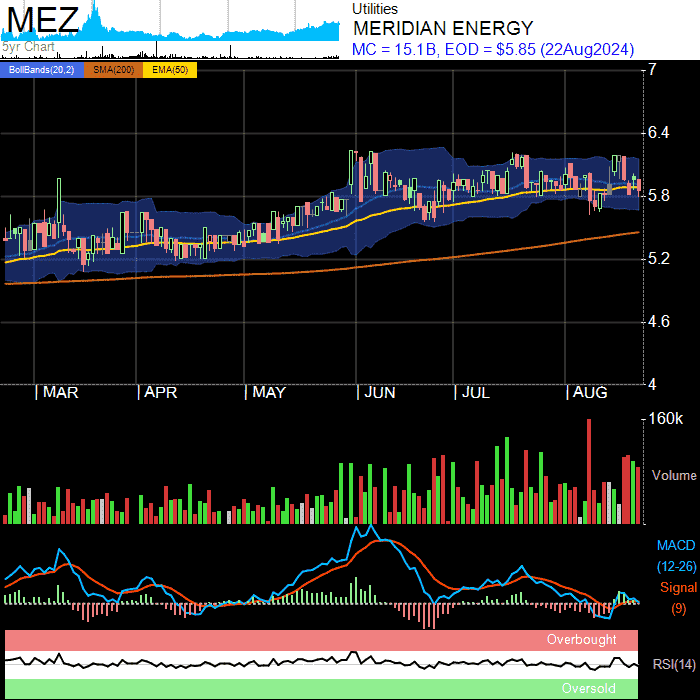 MEZ
5yr Chart
Utilities
MERIDIAN ENERGY
MC = 15.1B, EOD = $5.85 (22Aug2024)
BollBands(20,2) SMA(200) EMA(50)
7
6.4
5.8
5.2
4.6
4
| MAR | APR | MAY | JUN | JUL | AUG
160k
Volume
MACD
(12-26)
Signal
(9)
Overbought
RSI(14)
Oversold